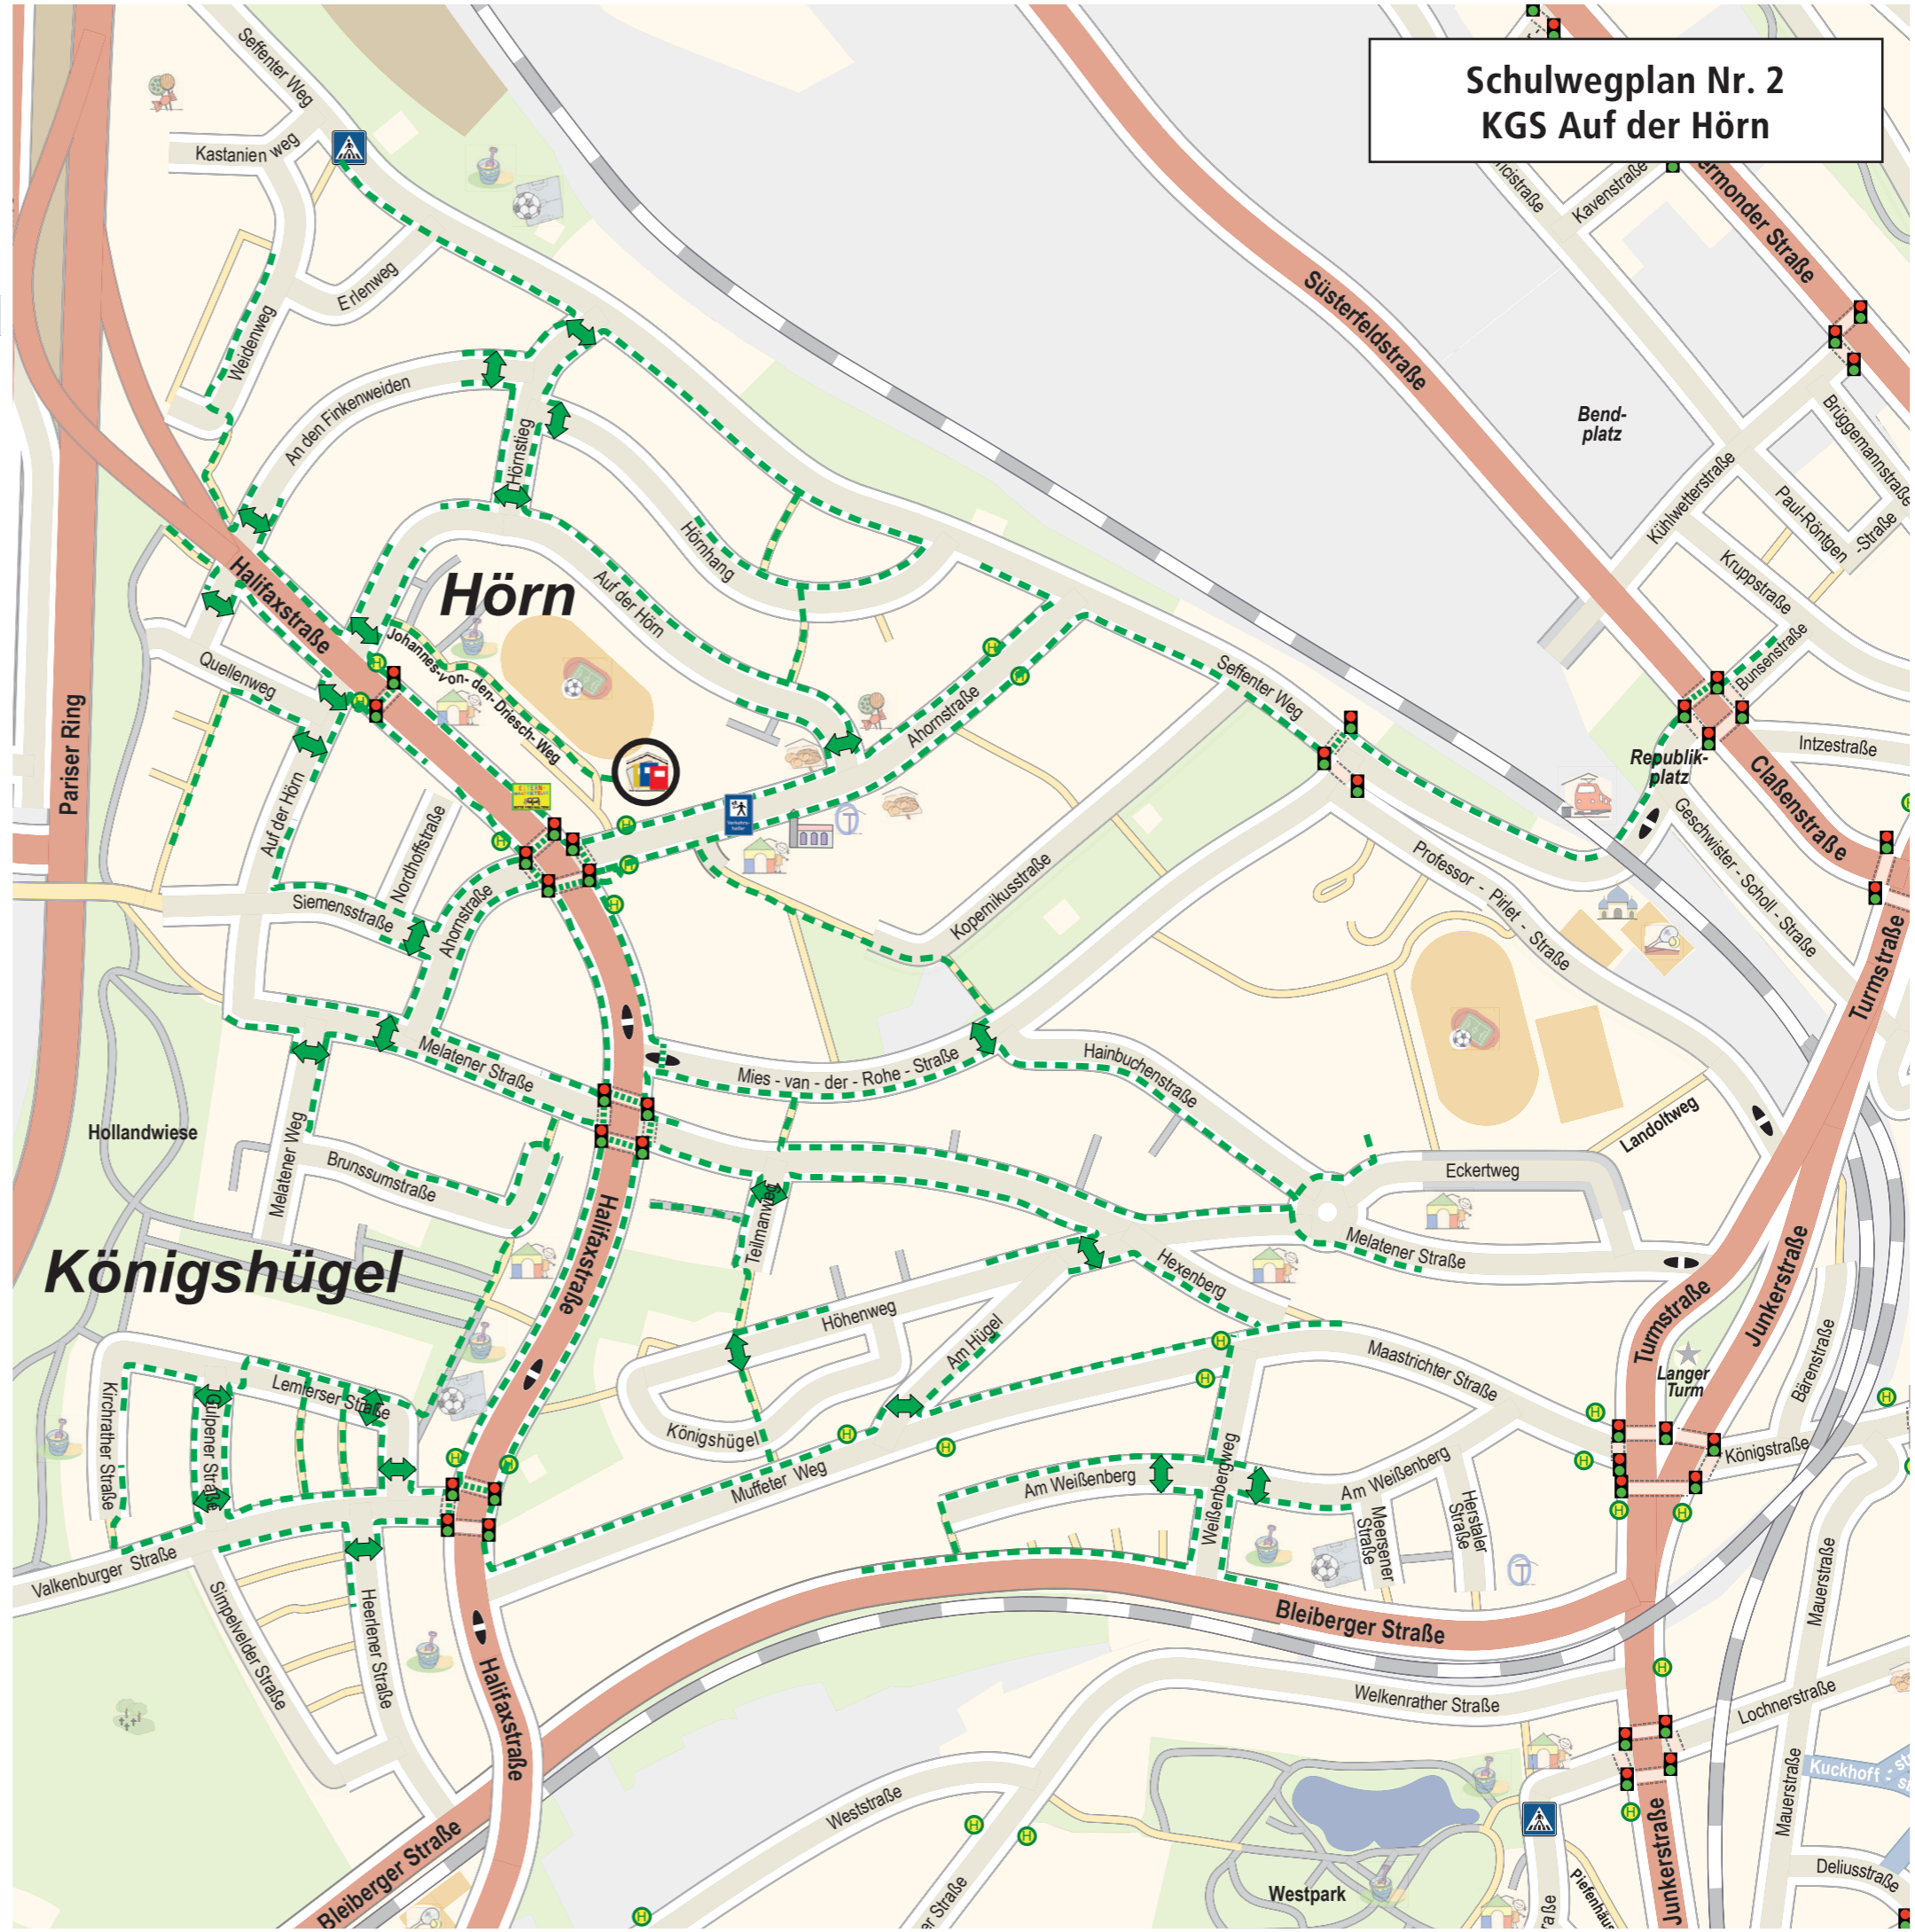 Schulwegplan Nr. 2
KGS Auf der Hörn
Seffenter Weg
Kastanien weg
Erlenweg
Weidenweg
An den Finkenweiden
Hörnstieg
Hörnhang
Hörn
Auf der Hörn
Halifaxstraße
Johannes-von-den-Driesch-Weg
Quellenweg
Pariser Ring
Auf der Hörn
Nordhoffstraße
Siemensstraße
Ahornstraße
Ahornstraße
Verkehrs-
helfer
Seffenter Weg
Süsterfeldstraße
Kavenstraße
Bend-
platz
Kühlwetterstraße
Brüggemannstraße
Paul-Röntgen
-Straße
Kruppstraße
Bunsenstraße
Intzestraße
Republik-
platz
Claßenstraße
Geschwister - Scholl - Straße
Professor - Pirlet - Straße
Kopernikusstraße
Turmstraße
Melatener Straße
Mies - van - der - Rohe - Straße
Hainbuchenstraße
Landoltweg
Eckertweg
Hollandwiese
Melatener Weg
Brunssumstraße
Teilmanweg
Halifaxstraße
Königshügel
Melatener Straße
Hexenberg
Höhenweg
Am Hügel
Turmstraße
Junkerstraße
Langer
Turm
Bärenstraße
Maastrichter Straße
Lemierser Straße
Kirchrather Straße
Gulpener Straße
Königshügel
Muffeter Weg
Königstraße
Am Weißenberg
Weißenbergweg
Am Weißenberg
Meersener
Straße
Herstaler
Straße
Mauerstraße
Valkenburger Straße
Simpelvelder Straße
Heerlener Straße
Bleiberger Straße
Halifaxstraße
Welkenrather Straße
Lochnerstraße
Weststraße
Kuckhoff -
Mauerstraße
Deliusstraße
Bleiberger Straße
Westpark
Junkerstraße